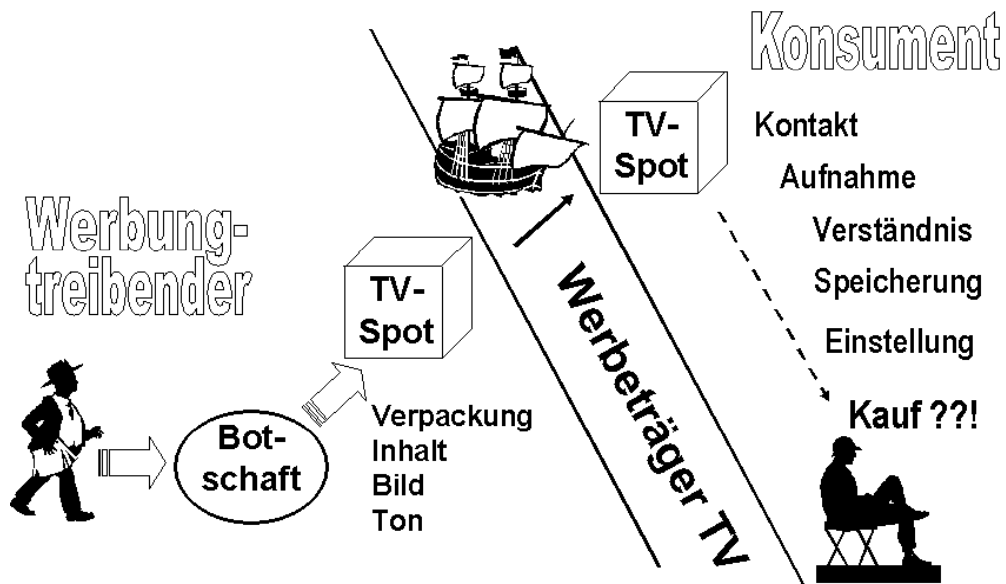 Werbung-
treibender
Bot-
schaft
TV-
Spot
Verpackung
Inhalt
Bild
Ton
Werbeträger TV
TV-
Spot
Konsument
Kontakt
Aufnahme
Verständnis
Speicherung
Einstellung
Kauf ??!